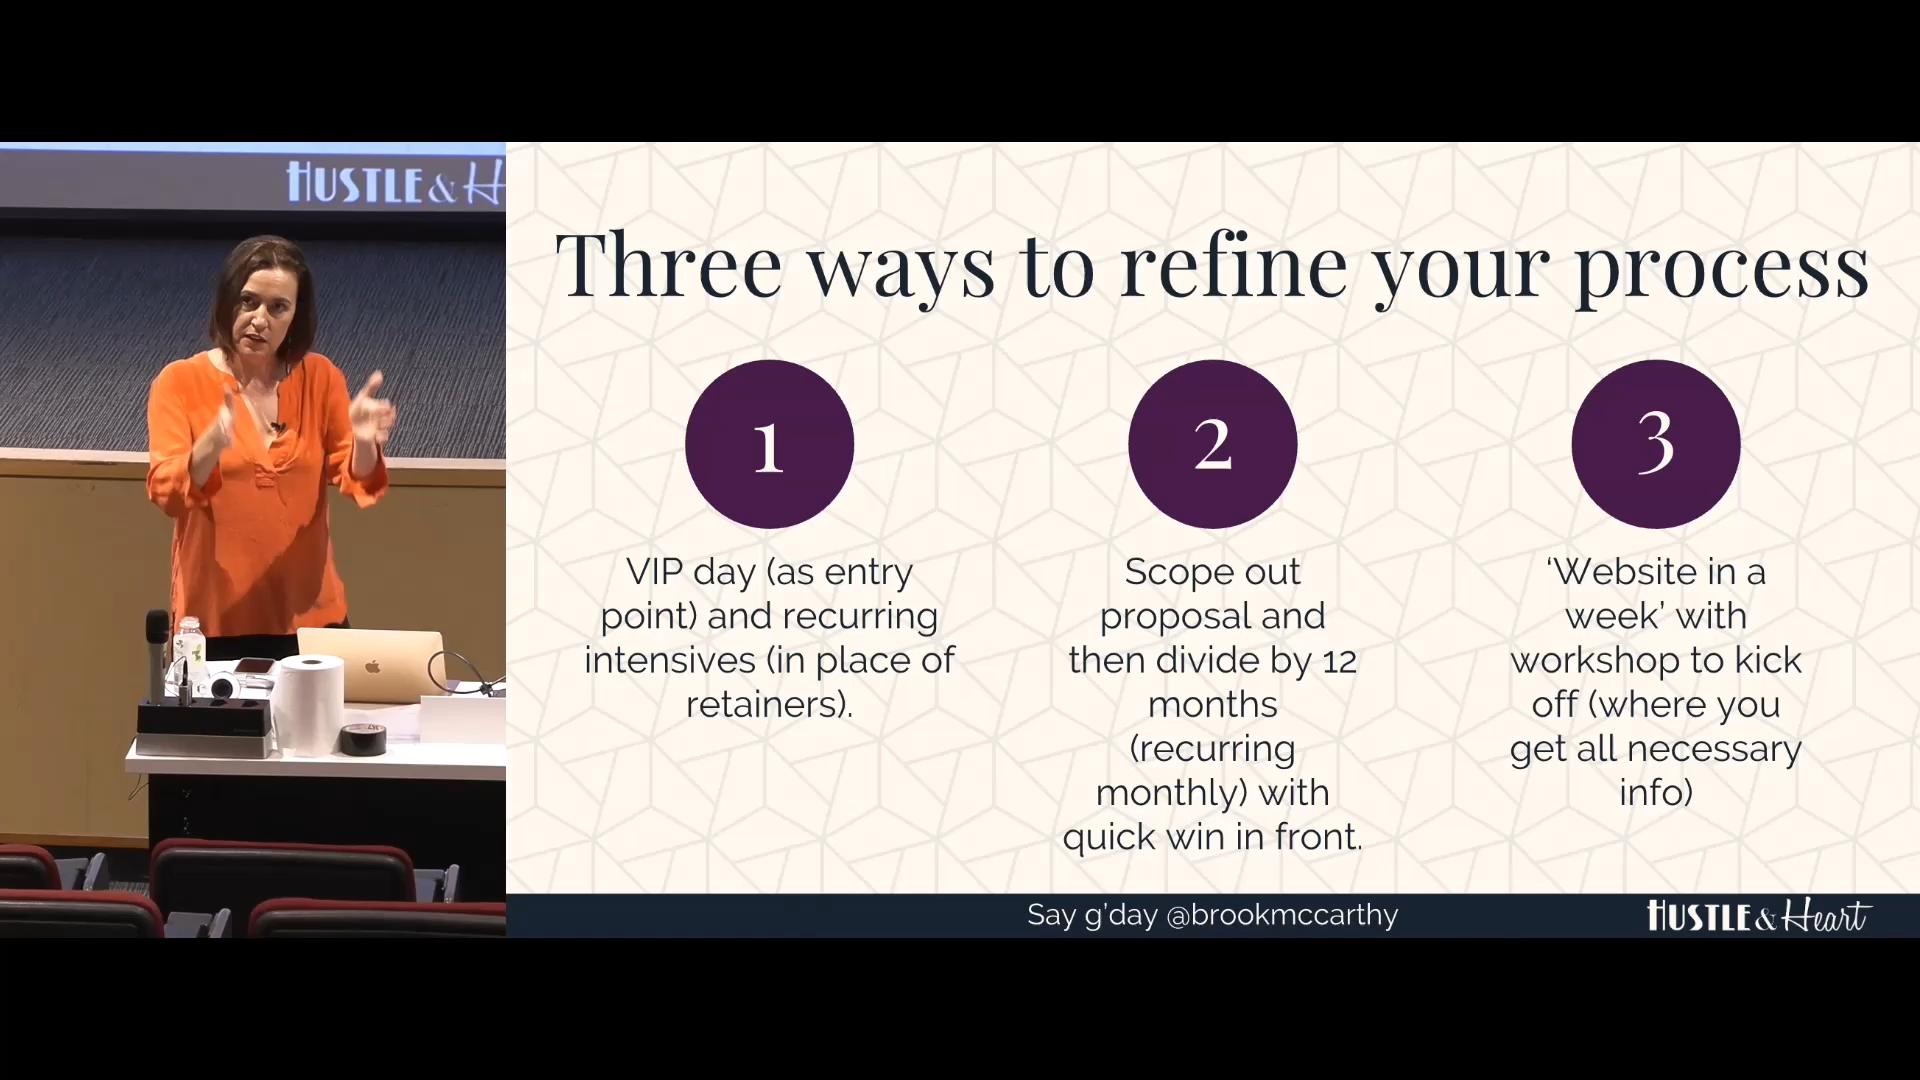 HUSTLE & H
Three ways to refine your process
1
VIP day (as entry
point) and recurring
intensives (in place of
retainers).
2
Scope out
proposal and
then divide by 12
months
(recurring
monthly) with
quick win in front.
3
‘Website in a
week’ with
workshop to kick
off (where you
get all necessary
info)
Say g’day @brookmccarthy
HUSTLE & Heart